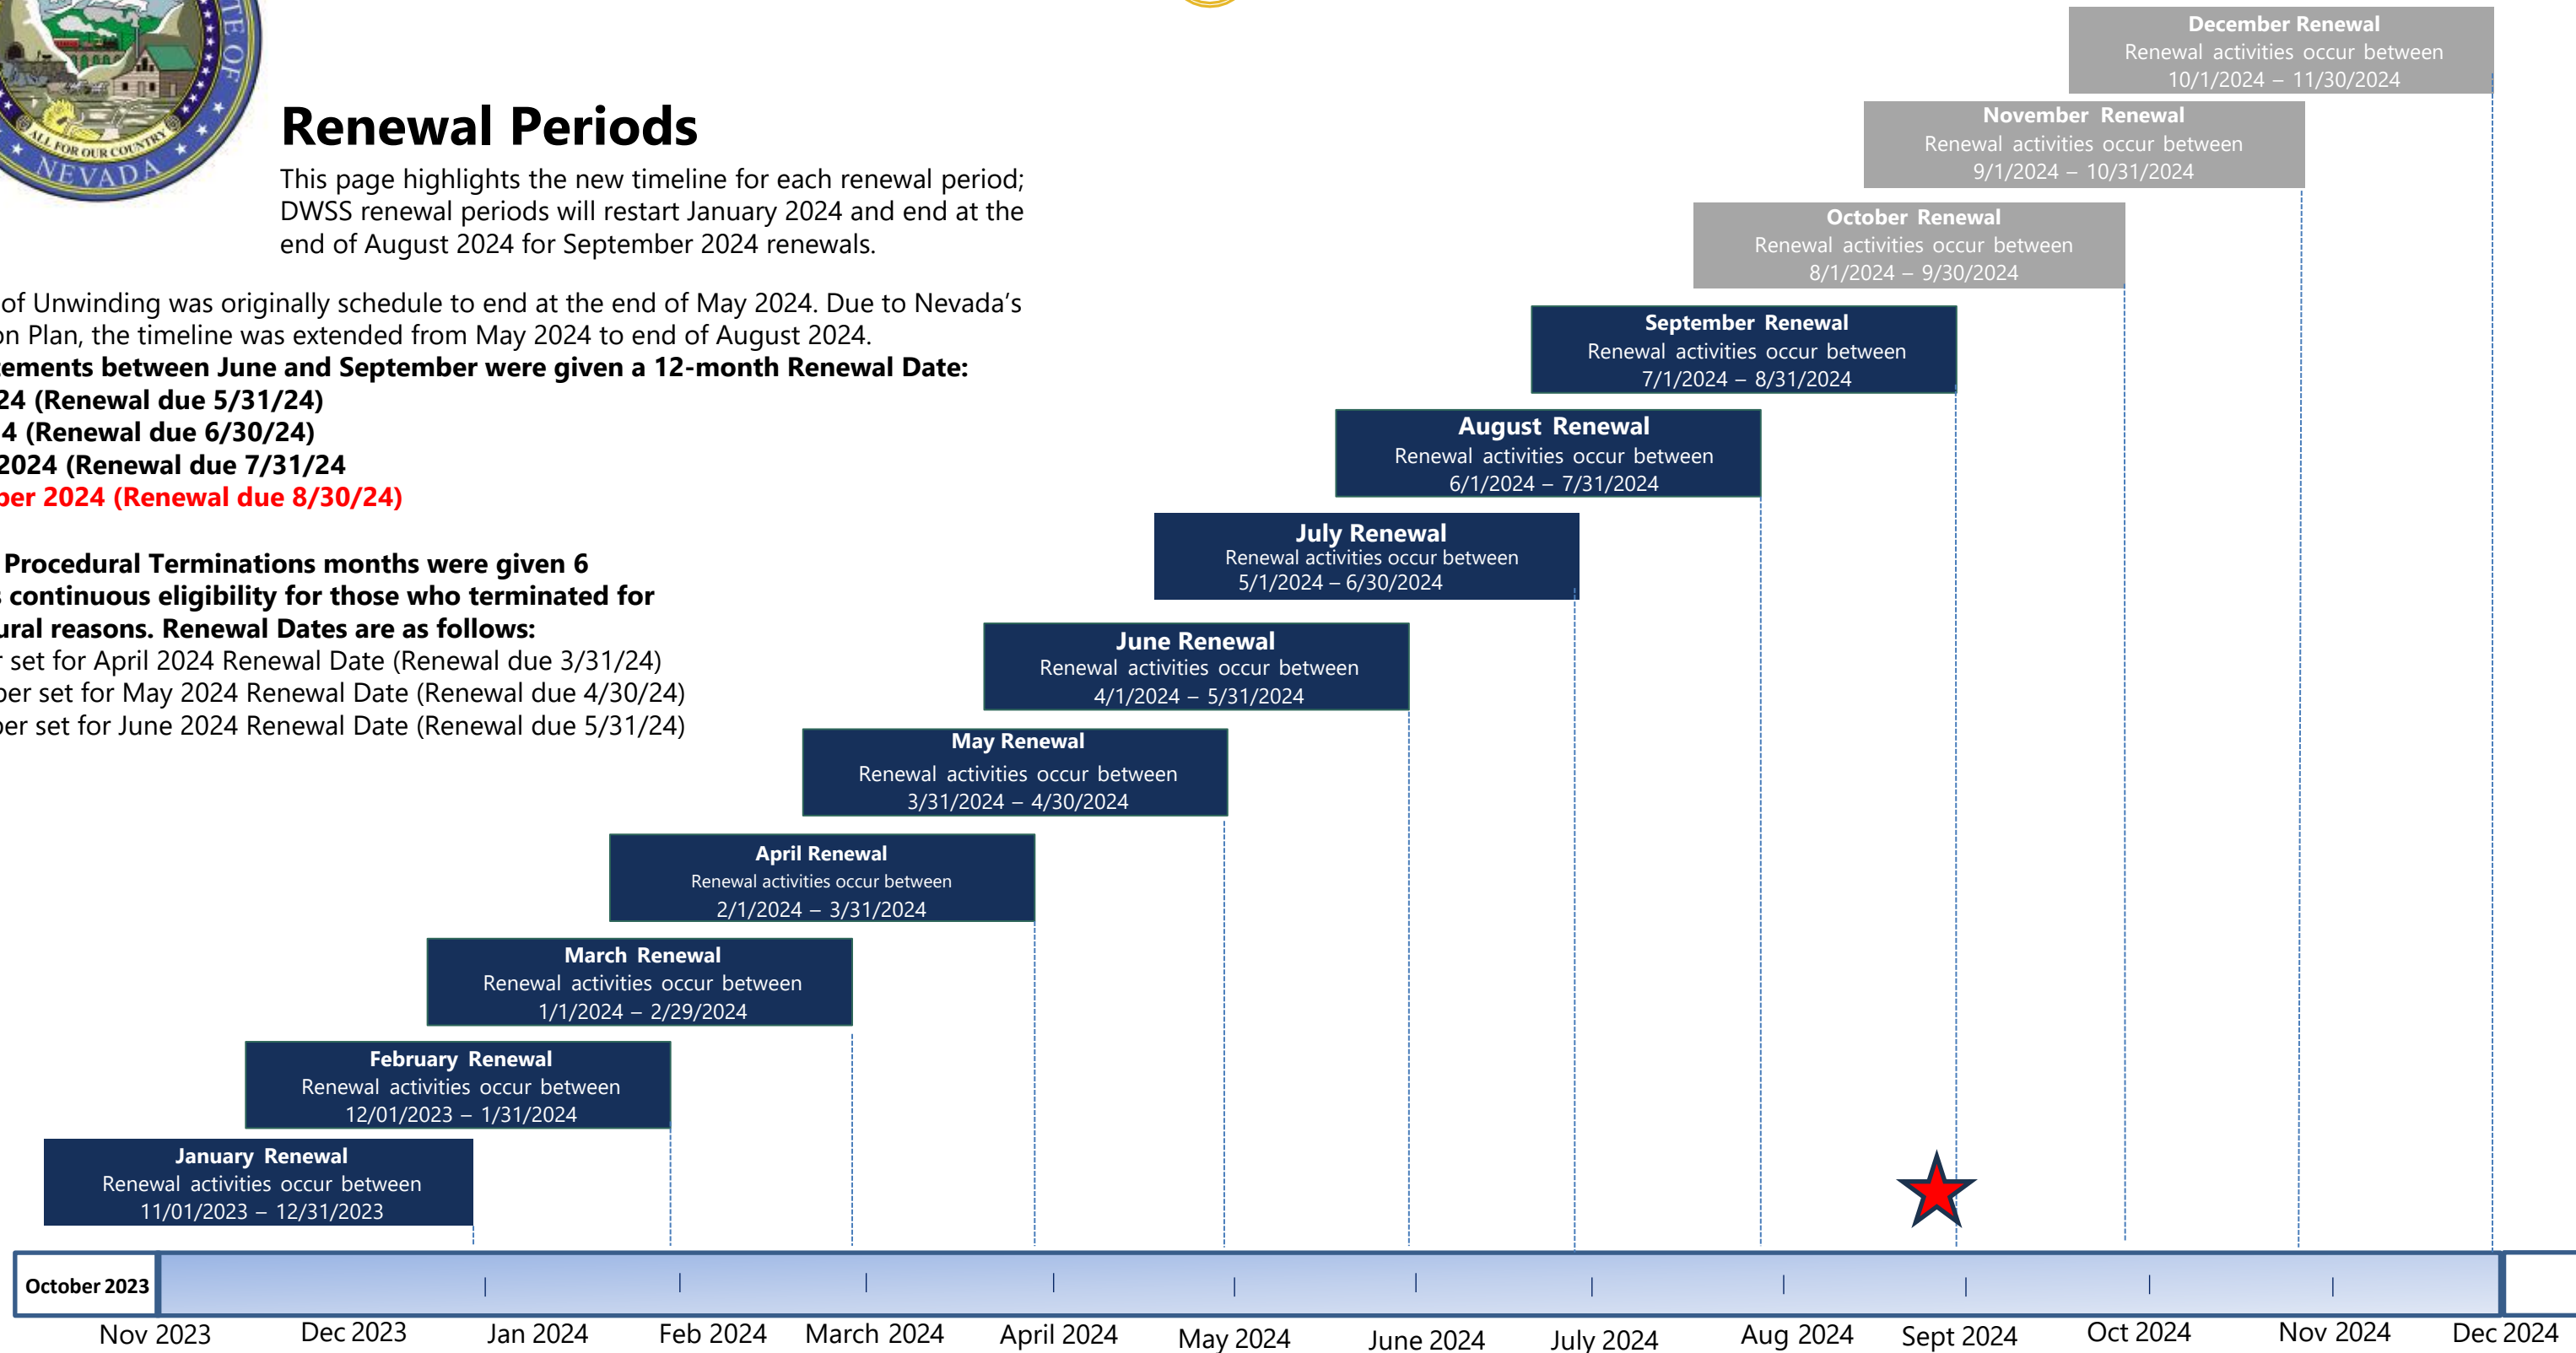 TE OF
ALL FOR OUR COUNTRY
NEVADA
Renewal Periods
This page highlights the new timeline for each renewal period;
DWSS renewal periods will restart January 2024 and end at the
end of August 2024 for September 2024 renewals.
of Unwinding was originally schedule to end at the end of May 2024. Due to Nevada’s
on Plan, the timeline was extended from May 2024 to end of August 2024.
tements between June and September were given a 12-month Renewal Date:
24 (Renewal due 5/31/24)
4 (Renewal due 6/30/24)
2024 (Renewal due 7/31/24
ber 2024 (Renewal due 8/30/24)
Procedural Terminations months were given 6
s continuous eligibility for those who terminated for
ural reasons. Renewal Dates are as follows:
r set for April 2024 Renewal Date (Renewal due 3/31/24)
ber set for May 2024 Renewal Date (Renewal due 4/30/24)
ber set for June 2024 Renewal Date (Renewal due 5/31/24)
December Renewal
Renewal activities occur between
10/1/2024 – 11/30/2024
November Renewal
Renewal activities occur between
9/1/2024 – 10/31/2024
October Renewal
Renewal activities occur between
8/1/2024 – 9/30/2024
September Renewal
Renewal activities occur between
7/1/2024 – 8/31/2024
August Renewal
Renewal activities occur between
6/1/2024 – 7/31/2024
July Renewal
Renewal activities occur between
5/1/2024 – 6/30/2024
June Renewal
Renewal activities occur between
4/1/2024 – 5/31/2024
May Renewal
Renewal activities occur between
3/31/2024 – 4/30/2024
April Renewal
Renewal activities occur between
2/1/2024 – 3/31/2024
March Renewal
Renewal activities occur between
1/1/2024 – 2/29/2024
February Renewal
Renewal activities occur between
12/01/2023 – 1/31/2024
January Renewal
Renewal activities occur between
11/01/2023 – 12/31/2023
October 2023
Nov 2023
Dec 2023
Jan 2024
Feb 2024
March 2024
April 2024
May 2024
June 2024
July 2024
Aug 2024
Sept 2024
Oct 2024
Nov 2024
Dec 2024